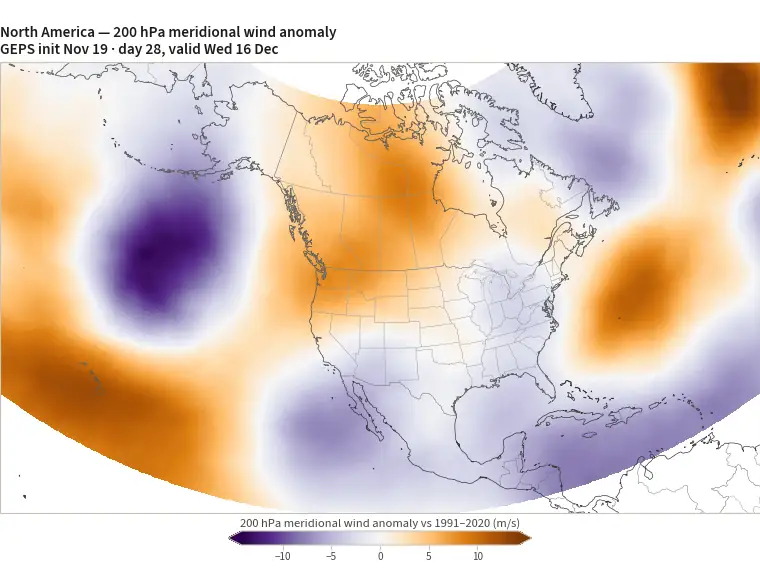 North America — 200 hPa meridional wind anomaly
GEPS init Nov 19 · day 28, valid Wed 16 Dec
200 hPa meridional wind anomaly vs 1991–2020 (m/s)
−10 −5 0 5 10